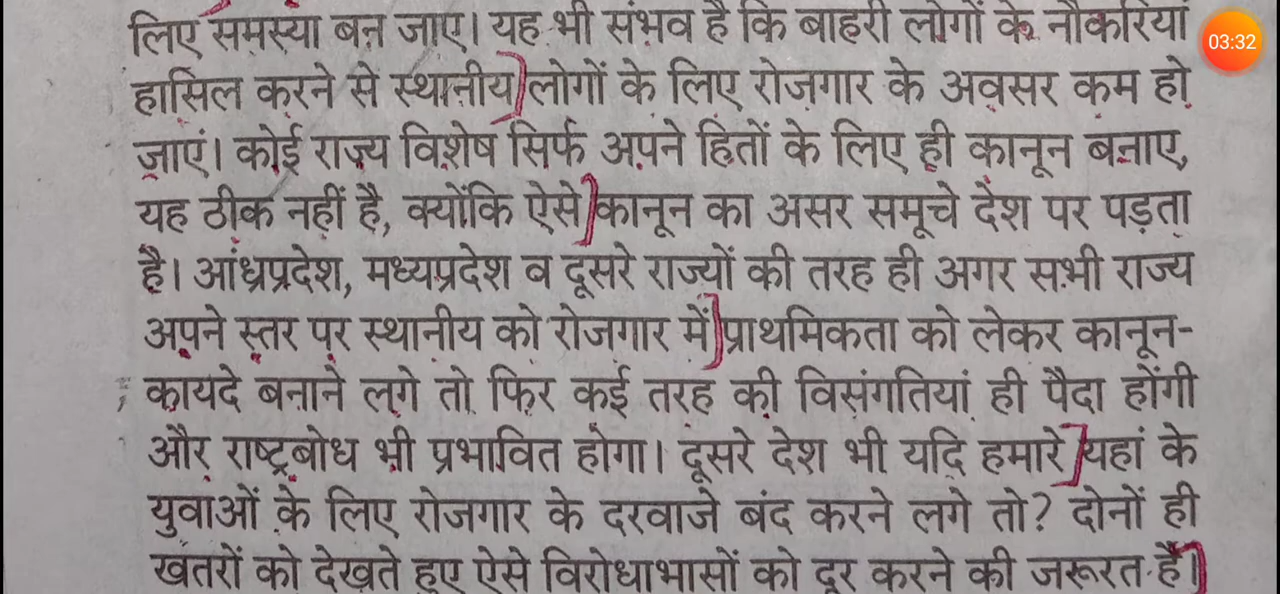 लिए समस्या बन जाए। यह भी संभव है कि बाहरी लोगों के नौकरियां
03:32
हासिल करने से स्थानीय लोगों के लिए रोजगार के अवसर कम हो
जाएं। कोई राज्य विशेष सिर्फ अपने हितों के लिए ही कानून बनाए,
यह ठीक नहीं है, क्योंकि ऐसे कानून का असर समूचे देश पर पड़ता
है। आंध्रप्रदेश, मध्यप्रदेश व दूसरे राज्यों की तरह ही अगर सभी राज्य
अपने स्तर पर स्थानीय को रोजगार में प्राथमिकता को लेकर कानून-
कायदे बनाने लगे तो फिर कई तरह की विसंगतियां ही पैदा होंगी
और राष्ट्रबोध भी प्रभावित होगा। दूसरे देश भी यदि हमारे यहां के
युवाओं के लिए रोजगार के दरवाजे बंद करने लगे तो? दोनों ही
खतरों को देखते हुए ऐसे विरोधाभासों को दूर करने की जरूरत है।